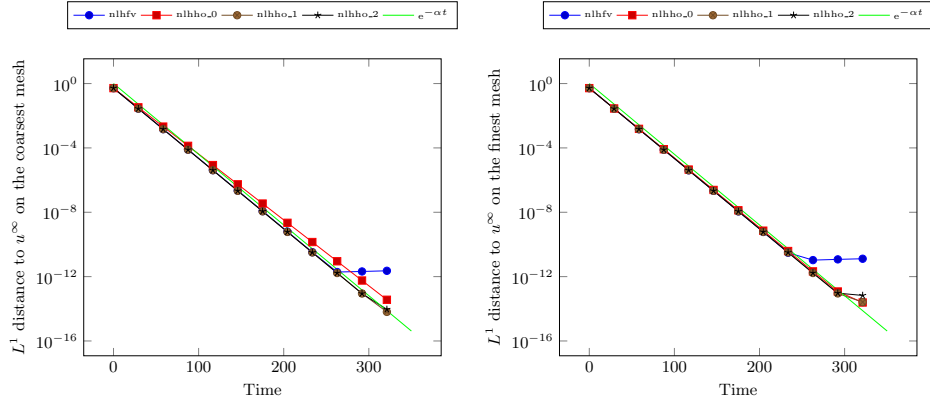 nlhfv nlhho_0 nlhho_1 nlhho_2 e^{−αt}
10^0
10^{−4}
10^{−8}
10^{−12}
10^{−16}
L^1 distance to u^∞ on the coarsest mesh
0 100 200 300
Time
nlhfv nlhho_0 nlhho_1 nlhho_2 e^{−αt}
10^0
10^{−4}
10^{−8}
10^{−12}
10^{−16}
L^1 distance to u^∞ on the finest mesh
0 100 200 300
Time